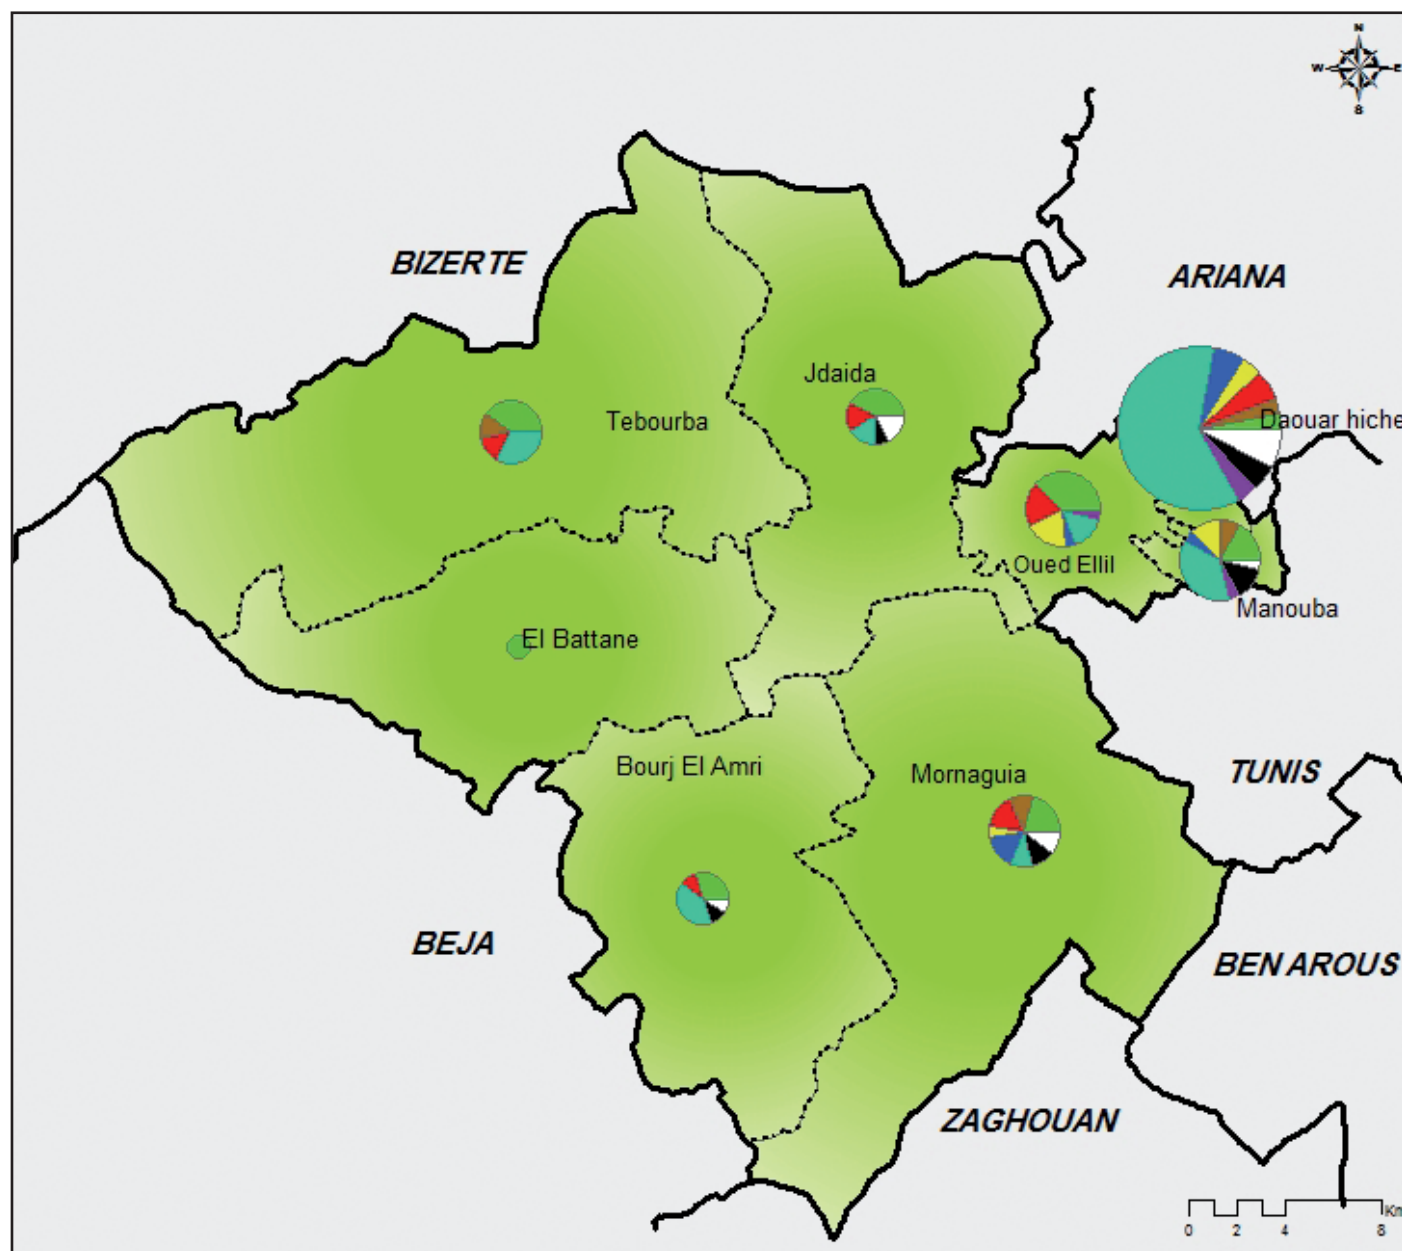 N
W E
S
BIZERTE
ARIANA
Jdaida
Tebourba
Daouar hiche
Oued Ellil
Manouba
El Battane
Bourj El Amri
Mornaguia
TUNIS
BEJA
BEN AROUS
ZAGHOUAN
Km
0 2 4 8